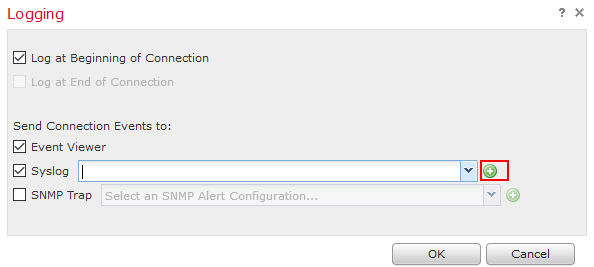 Logging
Log at Beginning of Connection
Log at End of Connection
Send Connection Events to:
Event Viewer
Syslog
SNMP Trap Select an SNMP Alert Configuration...
OK Cancel